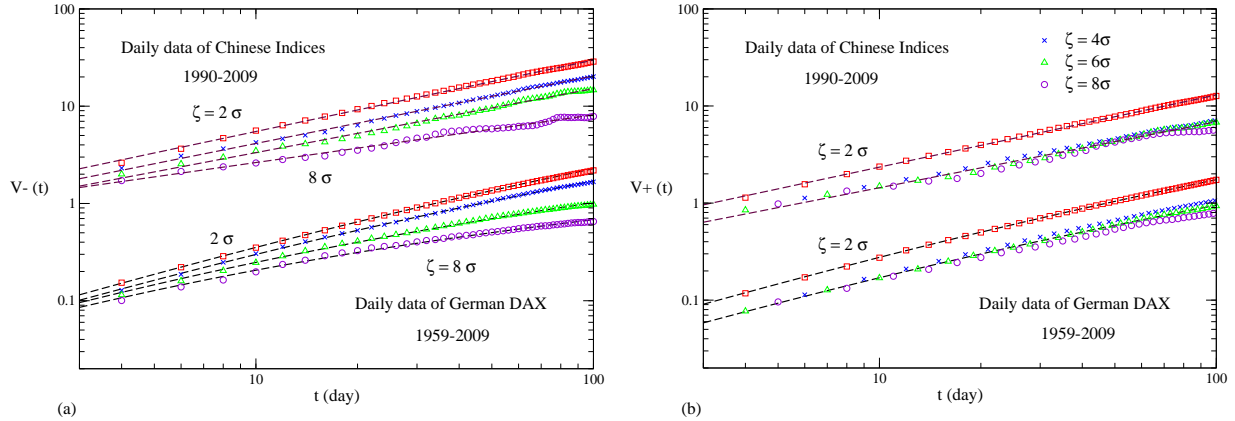 100
10
1
0.1
V- (t)
Daily data of Chinese Indices
1990-2009
ζ = 2 σ
8 σ
2 σ
ζ = 8 σ
Daily data of German DAX
1959-2009
10
100
t (day)
(a)
100
10
1
0.1
V+ (t)
Daily data of Chinese Indices
1990-2009
ζ = 4σ
ζ = 6σ
ζ = 8σ
ζ = 2 σ
ζ = 2 σ
Daily data of German DAX
1959-2009
10
100
t (day)
(b)